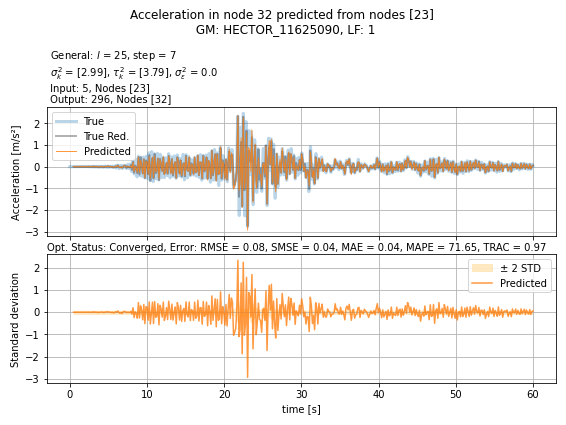 Acceleration in node 32 predicted from nodes [23]
GM: HECTOR_11625090, LF: 1
General: l = 25, step = 7
σ²ₖ = [2.99], τ²ₖ = [3.79], σ²ε = 0.0
Input: 5, Nodes [23]
Output: 296, Nodes [32]
True
True Red.
Predicted
Acceleration [m/s²]
2
1
0
−1
−2
−3
Opt. Status: Converged, Error: RMSE = 0.08, SMSE = 0.04, MAE = 0.04, MAPE = 71.65, TRAC = 0.97
± 2 STD
Predicted
Standard deviation
2
1
0
−1
−2
−3
0 10 20 30 40 50 60
time [s]